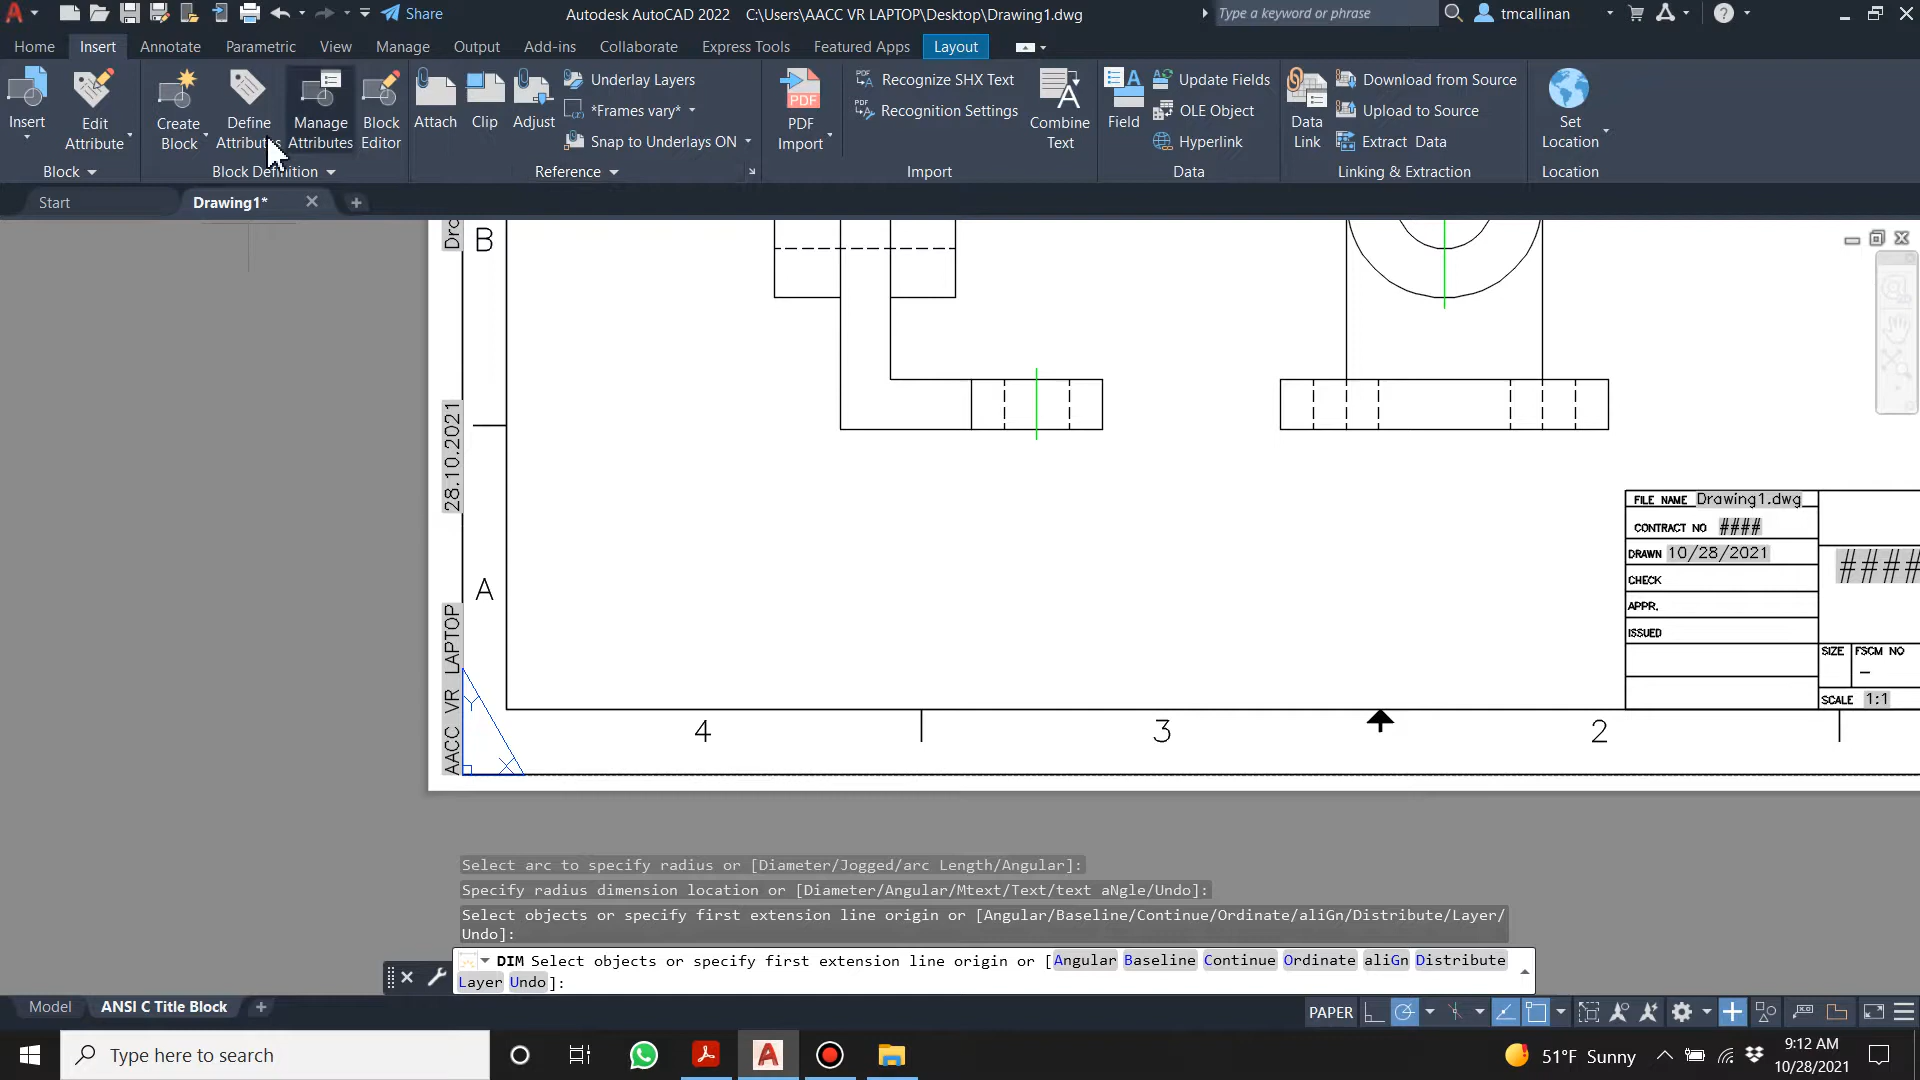 Share
Autodesk AutoCAD 2022 C:\Users\AACC VR LAPTOP\Desktop\Drawing1.dwg
Type a keyword or phrase
tmcallinan
Home Insert Annotate Parametric View Manage Output Add-ins Collaborate Express Tools Featured Apps Layout
Insert
Edit
Attribute
Block
Create
Block
Define
Attributes
Manage
Attributes
Block
Editor
Block Definition
Attach
Clip
Adjust
Underlay Layers
*Frames vary*
Snap to Underlays ON
Reference
PDF
PDF
Import
PDF
Recognize SHX Text
PDF
Recognition Settings
Combine
Text
Import
Field
Update Fields
OLE Object
Hyperlink
Data
Data
Link
Download from Source
Upload to Source
Extract Data
Linking & Extraction
Set
Location
Location
Start
Drawing1*
B
A
28.10.2021
AACC VR LAPTOP
Y
X
4
3
2
FILE NAME Drawing1.dwg
CONTRACT NO ####
DRAWN 10/28/2021
CHECK
APPR.
ISSUED
####
SIZE FSCM NO
–
SCALE 1:1
Select arc to specify radius or [Diameter/Jogged/arc Length/Angular]:
Specify radius dimension location or [Diameter/Angular/Mtext/Text/text aNgle/Undo]:
Select objects or specify first extension line origin or [Angular/Baseline/Continue/Ordinate/aliGn/Distribute/Layer/
Undo]:
DIM Select objects or specify first extension line origin or [Angular Baseline Continue Ordinate aliGn Distribute
Layer Undo]:
Model
ANSI C Title Block
PAPER
Type here to search
51°F Sunny
9:12 AM
10/28/2021